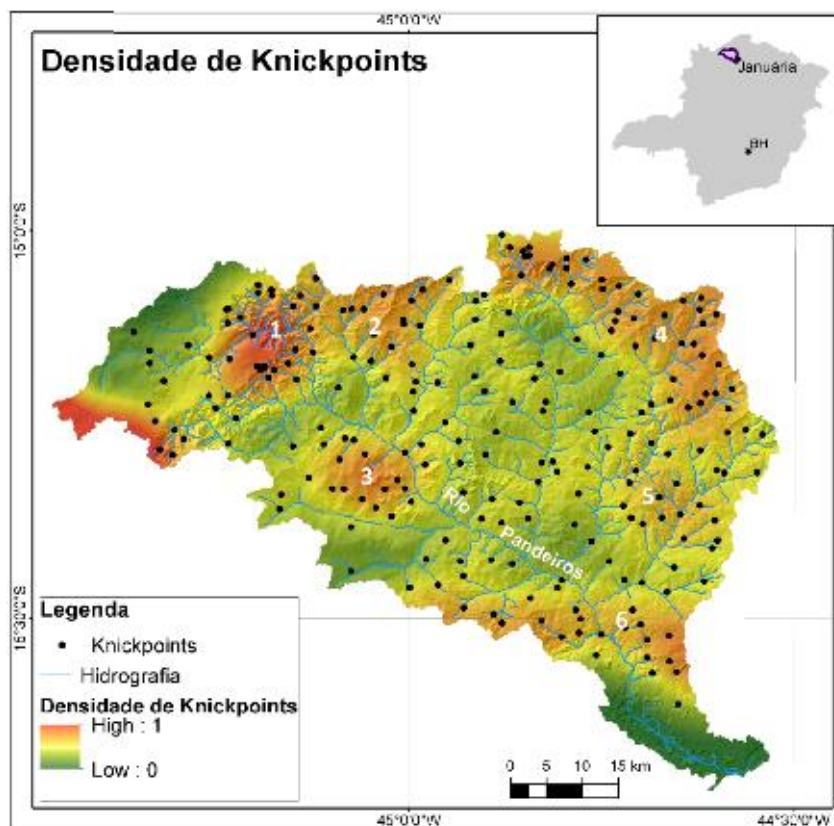 45°0'0"W
Densidade de Knickpoints
Januária
BH
15°0'0"S
1
2
4
3
5
Rio
Pandeiros
6
Legenda
Knickpoints
Hidrografia
Densidade de Knickpoints
High : 1
Low : 0
0 5 10 15 km
45°0'0"W
44°30'0"W